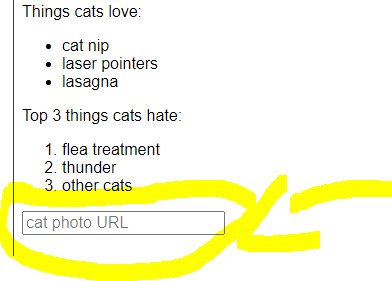 Things cats love:
• cat nip
• laser pointers
• lasagna
Top 3 things cats hate:
1. flea treatment
2. thunder
3. other cats
cat photo URL